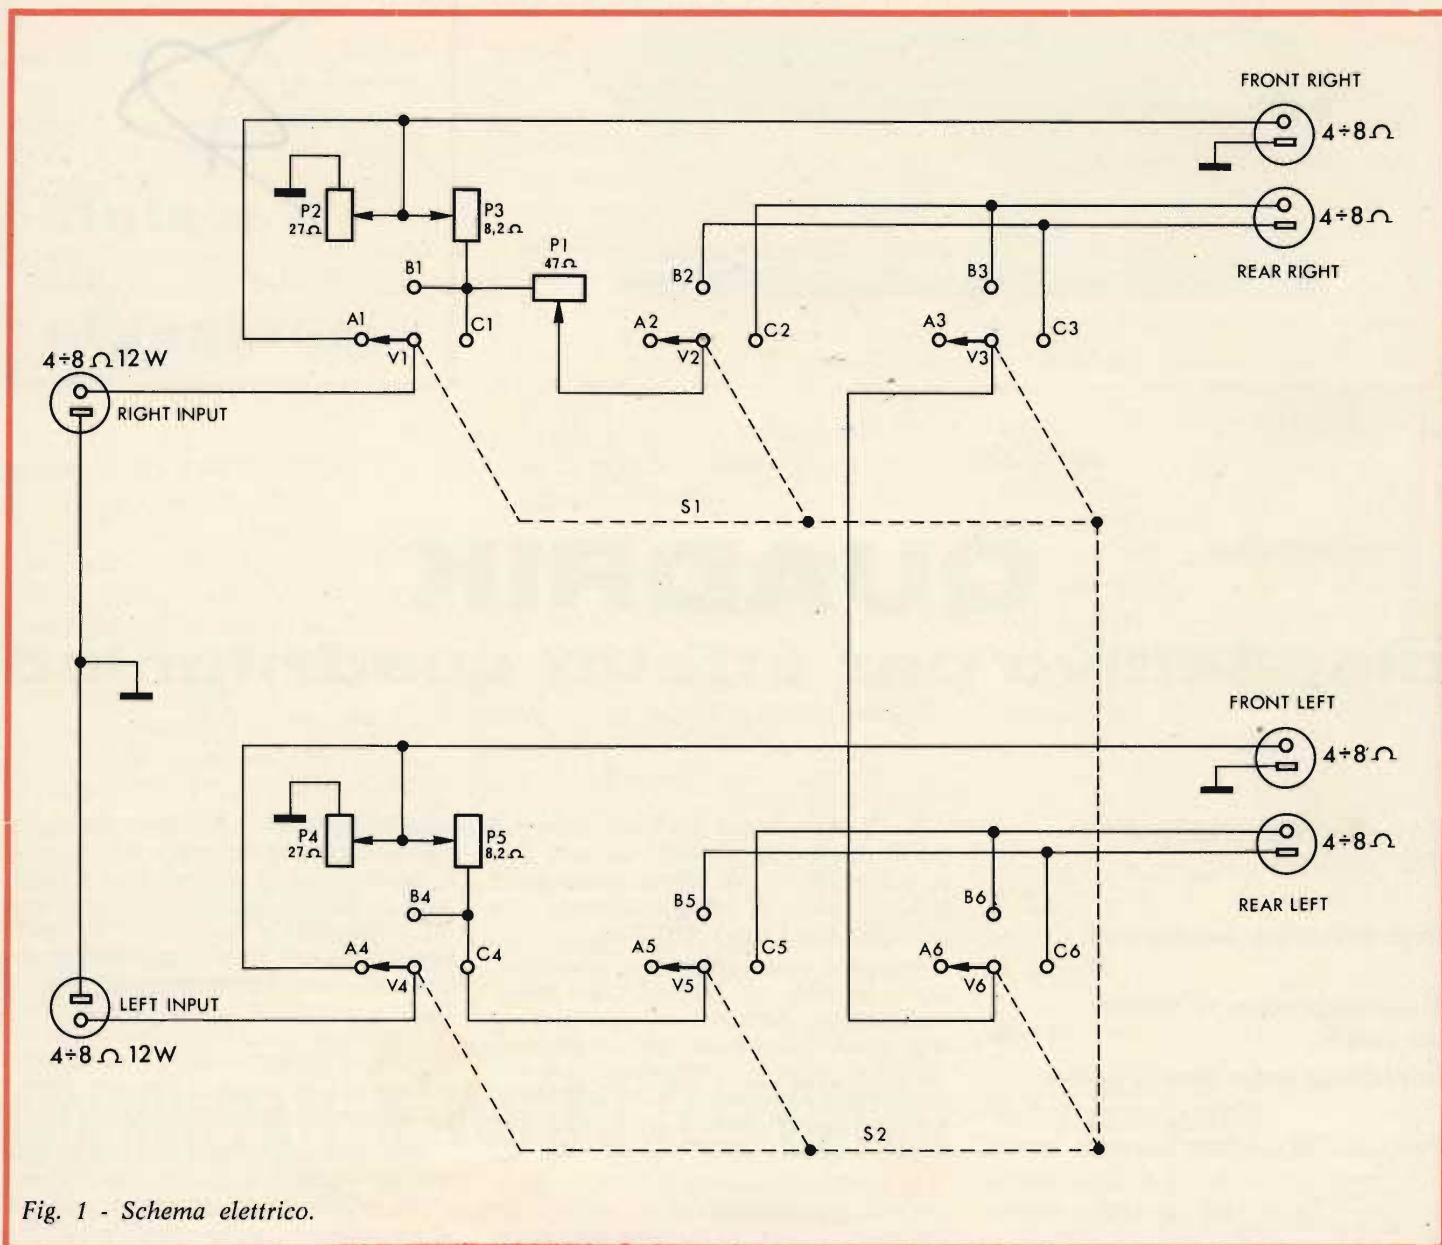 FRONT RIGHT
4÷8Ω
P2
27Ω
P3
8,2Ω
P1
47Ω
4÷8Ω
REAR RIGHT
B1
B2
B3
A1
V1
C1
A2
V2
C2
A3
V3
C3
4÷8Ω 12W
RIGHT INPUT
S1
FRONT LEFT
4÷8Ω
P4
27Ω
P5
8,2Ω
4÷8Ω
REAR LEFT
B4
B5
B6
A4
V4
C4
A5
V5
C5
A6
V6
C6
LEFT INPUT
4÷8Ω 12W
S2
Fig. 1 - Schema elettrico.